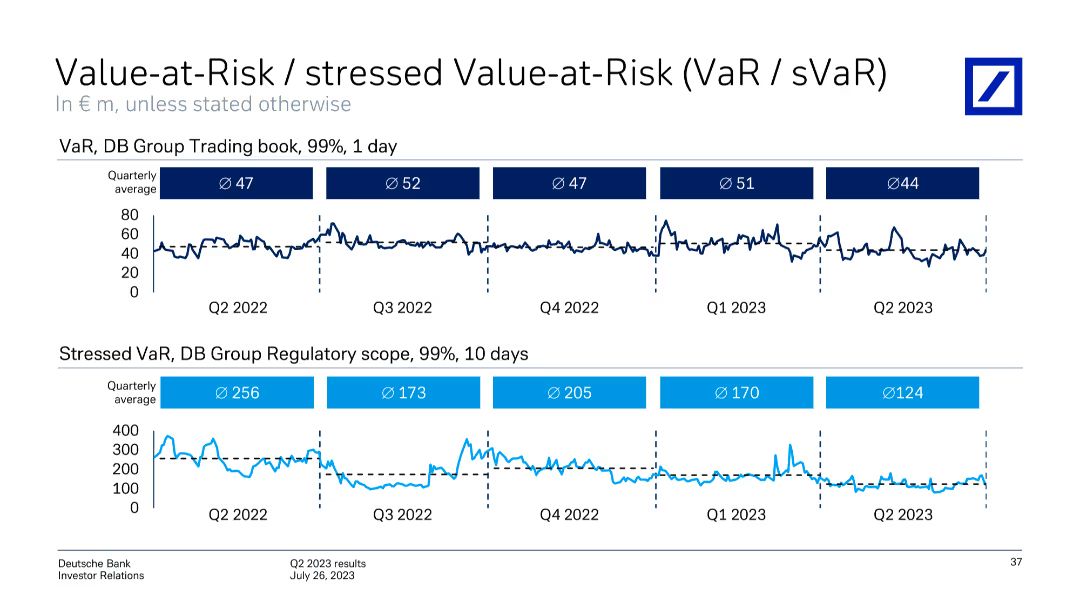 Value-at-Risk / stressed Value-at-Risk (VaR / sVaR)
In € m, unless stated otherwise
VaR, DB Group Trading book, 99%, 1 day
Quarterly
average
∅ 47
∅ 52
∅ 47
∅ 51
∅44
80
60
40
20
0
Q2 2022
Q3 2022
Q4 2022
Q1 2023
Q2 2023
Stressed VaR, DB Group Regulatory scope, 99%, 10 days
Quarterly
average
∅ 256
∅ 173
∅ 205
∅ 170
∅124
400
300
200
100
0
Q2 2022
Q3 2022
Q4 2022
Q1 2023
Q2 2023
Deutsche Bank
Investor Relations
Q2 2023 results
July 26, 2023
37